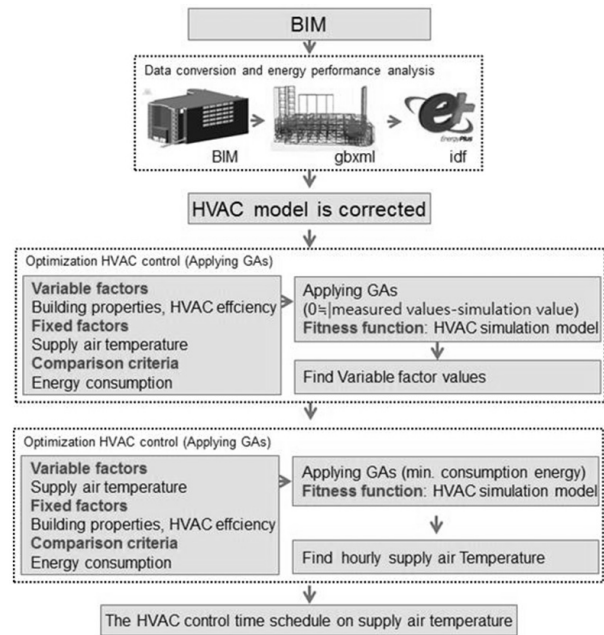 BIM
Data conversion and energy performance analysis
BIM
gbxml
e+
EnergyPlus
idf
HVAC model is corrected
Optimization HVAC control (Applying GAs)
Variable factors
Building properties, HVAC effciency
Fixed factors
Supply air temperature
Comparison criteria
Energy consumption
Applying GAs
(0≒|measured values-simulation value)
Fitness function: HVAC simulation model
Find Variable factor values
Optimization HVAC control (Applying GAs)
Variable factors
Supply air temperature
Fixed factors
Building properties, HVAC effciency
Comparison criteria
Energy consumption
Applying GAs (min. consumption energy)
Fitness function: HVAC simulation model
Find hourly supply air Temperature
The HVAC control time schedule on supply air temperature